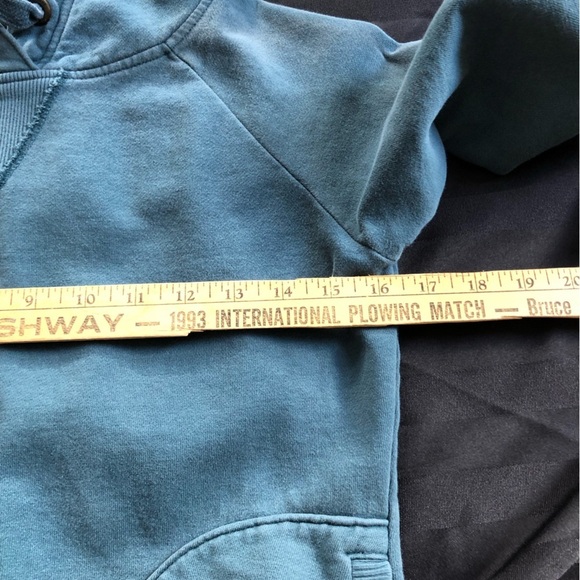 9 10 11 12 13 14 15 16 17 18 19 20
SHWAY — 1993 INTERNATIONAL PLOWING MATCH — Bruce